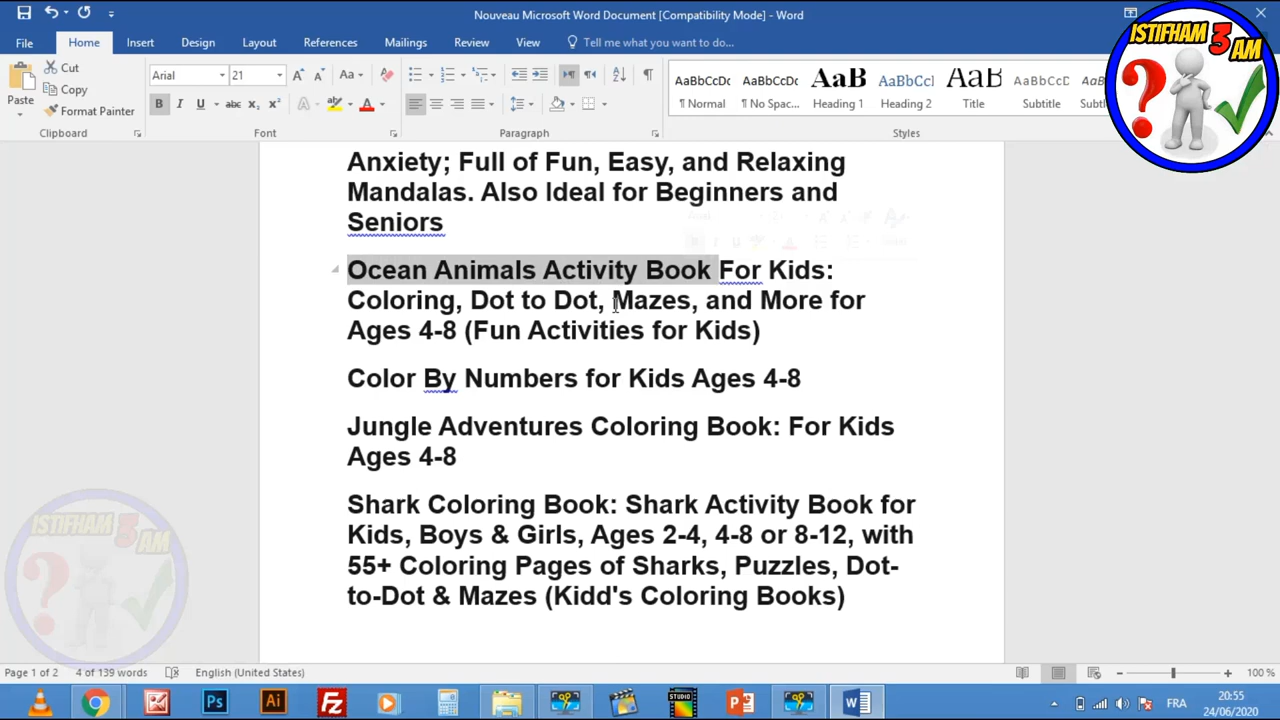 Nouveau Microsoft Word Document [Compatibility Mode] - Word
File Home Insert Design Layout References Mailings Review View Tell me what you want to do...
ISTIFHAM 3 AM
Paste Cut Copy Format Painter
Arial 21
AaBbCcDc AaBbCcDc AaB AaBbCcI AaB AaBbCcD
¶ Normal ¶ No Spac... Heading 1 Heading 2 Title Subtitle
Clipboard Font Paragraph Styles
Anxiety; Full of Fun, Easy, and Relaxing
Mandalas. Also Ideal for Beginners and
Seniors
Ocean Animals Activity Book For Kids:
Coloring, Dot to Dot, Mazes, and More for
Ages 4-8 (Fun Activities for Kids)
Color By Numbers for Kids Ages 4-8
Jungle Adventures Coloring Book: For Kids
Ages 4-8
Shark Coloring Book: Shark Activity Book for
Kids, Boys & Girls, Ages 2-4, 4-8 or 8-12, with
55+ Coloring Pages of Sharks, Puzzles, Dot-
to-Dot & Mazes (Kidd's Coloring Books)
ISTIFHAM 3 AM
Page 1 of 2 4 of 139 words English (United States) 100 %
Ps Ai Fz STUDIO P W FRA 20:55
24/06/2020